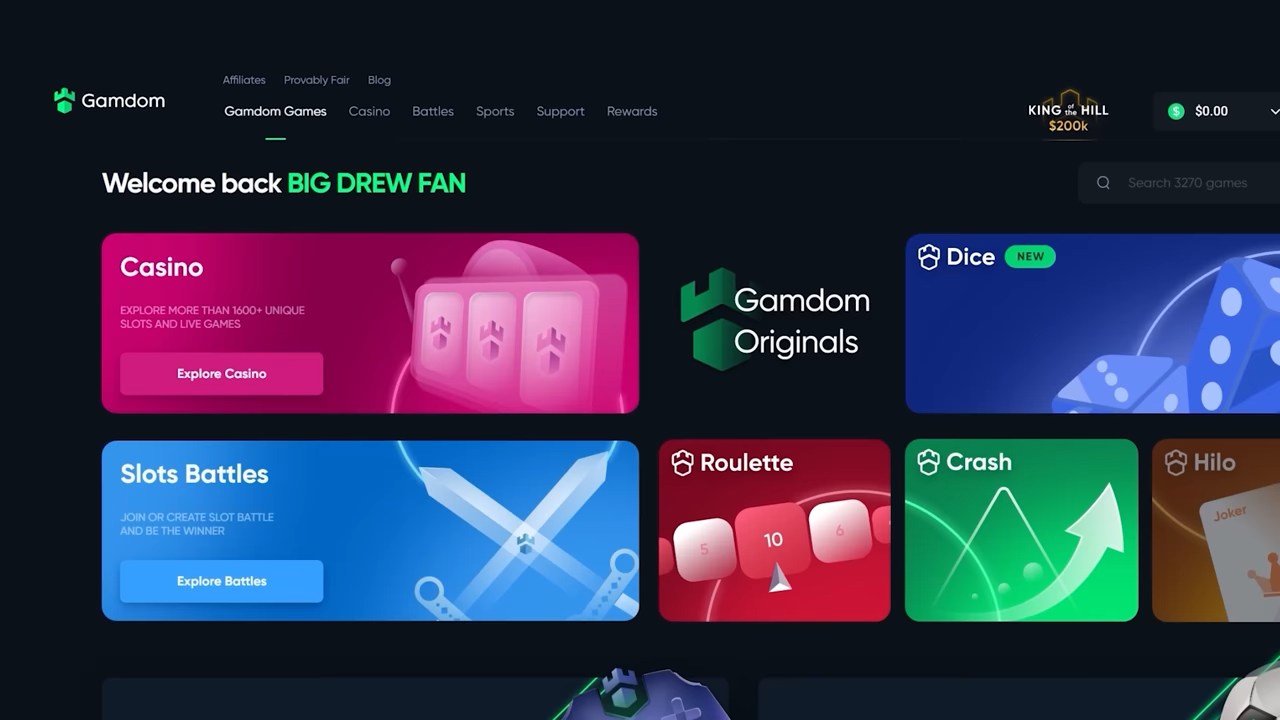 Affiliates Provably Fair Blog
Gamdom
Gamdom Games Casino Battles Sports Support Rewards
KING of the HILL
$200k
$ $0.00
Welcome back BIG DREW FAN
Search 3270 games
Casino
EXPLORE MORE THAN 1600+ UNIQUE
SLOTS AND LIVE GAMES
Explore Casino
Gamdom
Originals
Dice NEW
Slots Battles
JOIN OR CREATE SLOT BATTLE
AND BE THE WINNER
Explore Battles
Roulette
5 10 6
Crash
Hilo
Joker